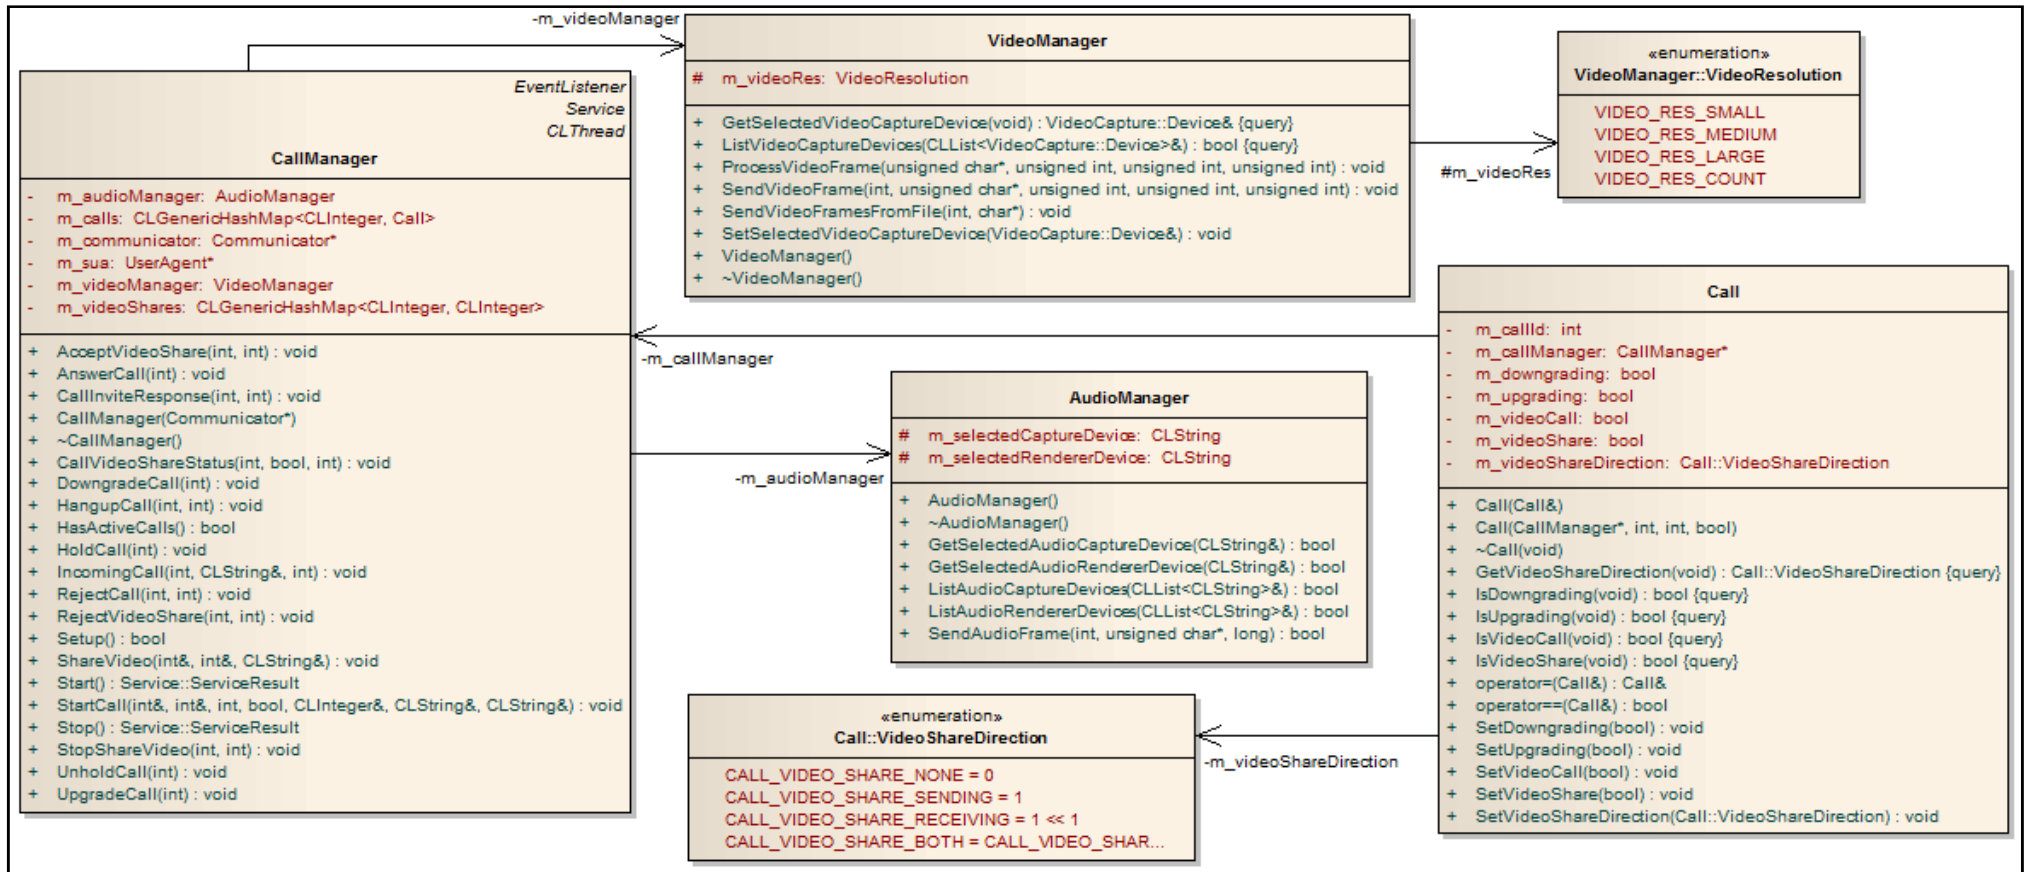 -m_videoManager
EventListener
Service
CLThread
CallManager
- m_audioManager: AudioManager
- m_calls: CLGenericHashMap<CLInteger, Call>
- m_communicator: Communicator*
- m_sua: UserAgent*
- m_videoManager: VideoManager
- m_videoShares: CLGenericHashMap<CLInteger, CLInteger>
+ AcceptVideoShare(int, int) : void
+ AnswerCall(int) : void
+ CallInviteResponse(int, int) : void
+ CallManager(Communicator*)
+ ~CallManager()
+ CallVideoShareStatus(int, bool, int) : void
+ DowngradeCall(int) : void
+ HangupCall(int, int) : void
+ HasActiveCalls() : bool
+ HoldCall(int) : void
+ IncomingCall(int, CLString&, int) : void
+ RejectCall(int, int) : void
+ RejectVideoShare(int, int) : void
+ Setup() : bool
+ ShareVideo(int&, int&, CLString&) : void
+ Start() : Service::ServiceResult
+ StartCall(int&, int&, int, bool, CLInteger&, CLString&, CLString&) : void
+ Stop() : Service::ServiceResult
+ StopShareVideo(int, int) : void
+ UnholdCall(int) : void
+ UpgradeCall(int) : void
VideoManager
# m_videoRes: VideoResolution
+ GetSelectedVideoCaptureDevice(void) : VideoCapture::Device& {query}
+ ListVideoCaptureDevices(CLList<VideoCapture::Device>&) : bool {query}
+ ProcessVideoFrame(unsigned char*, unsigned int, unsigned int, unsigned int) : void
+ SendVideoFrame(int, unsigned char*, unsigned int, unsigned int, unsigned int) : void
+ SendVideoFramesFromFile(int, char*) : void
+ SetSelectedVideoCaptureDevice(VideoCapture::Device&) : void
+ VideoManager()
+ ~VideoManager()
#m_videoRes
«enumeration»
VideoManager::VideoResolution
VIDEO_RES_SMALL
VIDEO_RES_MEDIUM
VIDEO_RES_LARGE
VIDEO_RES_COUNT
-m_callManager
-m_audioManager
AudioManager
# m_selectedCaptureDevice: CLString
# m_selectedRendererDevice: CLString
+ AudioManager()
+ ~AudioManager()
+ GetSelectedAudioCaptureDevice(CLString&) : bool
+ GetSelectedAudioRendererDevice(CLString&) : bool
+ ListAudioCaptureDevices(CLList<CLString>&) : bool
+ ListAudioRendererDevices(CLList<CLString>&) : bool
+ SendAudioFrame(int, unsigned char*, long) : bool
Call
- m_callId: int
- m_callManager: CallManager*
- m_downgrading: bool
- m_upgrading: bool
- m_videoCall: bool
- m_videoShare: bool
- m_videoShareDirection: Call::VideoShareDirection
+ Call(Call&)
+ Call(CallManager*, int, int, bool)
+ ~Call(void)
+ GetVideoShareDirection(void) : Call::VideoShareDirection {query}
+ IsDowngrading(void) : bool {query}
+ IsUpgrading(void) : bool {query}
+ IsVideoCall(void) : bool {query}
+ IsVideoShare(void) : bool {query}
+ operator=(Call&) : Call&
+ operator==(Call&) : bool
+ SetDowngrading(bool) : void
+ SetUpgrading(bool) : void
+ SetVideoCall(bool) : void
+ SetVideoShare(bool) : void
+ SetVideoShareDirection(Call::VideoShareDirection) : void
«enumeration»
Call::VideoShareDirection
CALL_VIDEO_SHARE_NONE = 0
CALL_VIDEO_SHARE_SENDING = 1
CALL_VIDEO_SHARE_RECEIVING = 1 << 1
CALL_VIDEO_SHARE_BOTH = CALL_VIDEO_SHAR...
-m_videoShareDirection